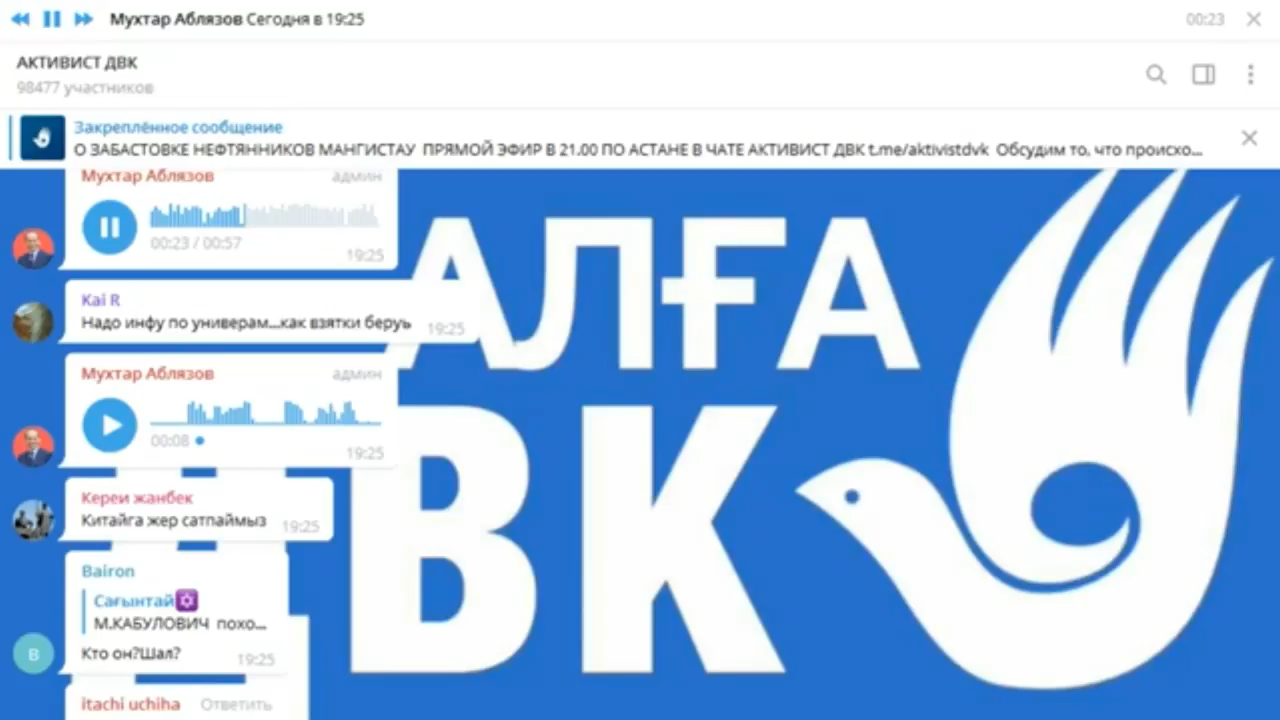 Мухтар Аблязов Сегодня в 19:25
00:23
АКТИВИСТ ДВК
98477 участников
Закреплённое сообщение
О ЗАБАСТОВКЕ НЕФТЯННИКОВ МАНГИСТАУ ПРЯМОЙ ЭФИР В 21.00 ПО АСТАНЕ В ЧАТЕ АКТИВИСТ ДВК t.me/aktivistdvk Обсудим то, что происхо...
Мухтар Аблязов админ
00:23 / 00:57
19:25
Kai R
Надо инфу по универам...как взятки беруь 19:25
Мухтар Аблязов админ
00:08
19:25
Кереи жанбек
Китайга жер сатпаймыз 19:25
Bairon
Сағынтай
М.КАБУЛОВИЧ похо...
Кто он?Шал? 19:25
B
itachi uchiha Ответить
АЛҒА
ВК